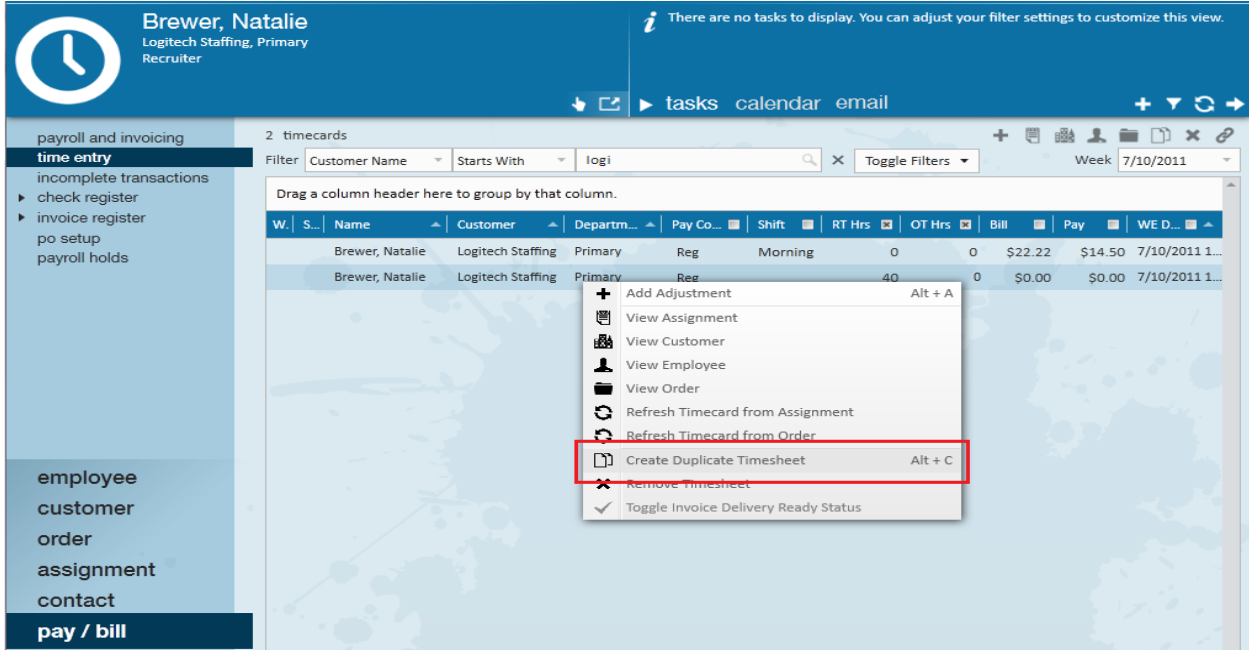 Brewer, Natalie
Logitech Staffing, Primary
Recruiter
There are no tasks to display. You can adjust your filter settings to customize this view.
tasks calendar email
payroll and invoicing
time entry
incomplete transactions
check register
invoice register
po setup
payroll holds
employee
customer
order
assignment
contact
pay / bill
2 timecards
Filter Customer Name Starts With logi Toggle Filters Week 7/10/2011
Drag a column header here to group by that column.
W. S... Name Customer Departm... Pay Co... Shift RT Hrs OT Hrs Bill Pay WE D...
Brewer, Natalie Logitech Staffing Primary Reg Morning 0 0 $22.22 $14.50 7/10/2011 1...
Brewer, Natalie Logitech Staffing Primary Reg 40 0 $0.00 $0.00 7/10/2011 1...
Add Adjustment Alt + A
View Assignment
View Customer
View Employee
View Order
Refresh Timecard from Assignment
Refresh Timecard from Order
Create Duplicate Timesheet Alt + C
Remove Timesheet
Toggle Invoice Delivery Ready Status